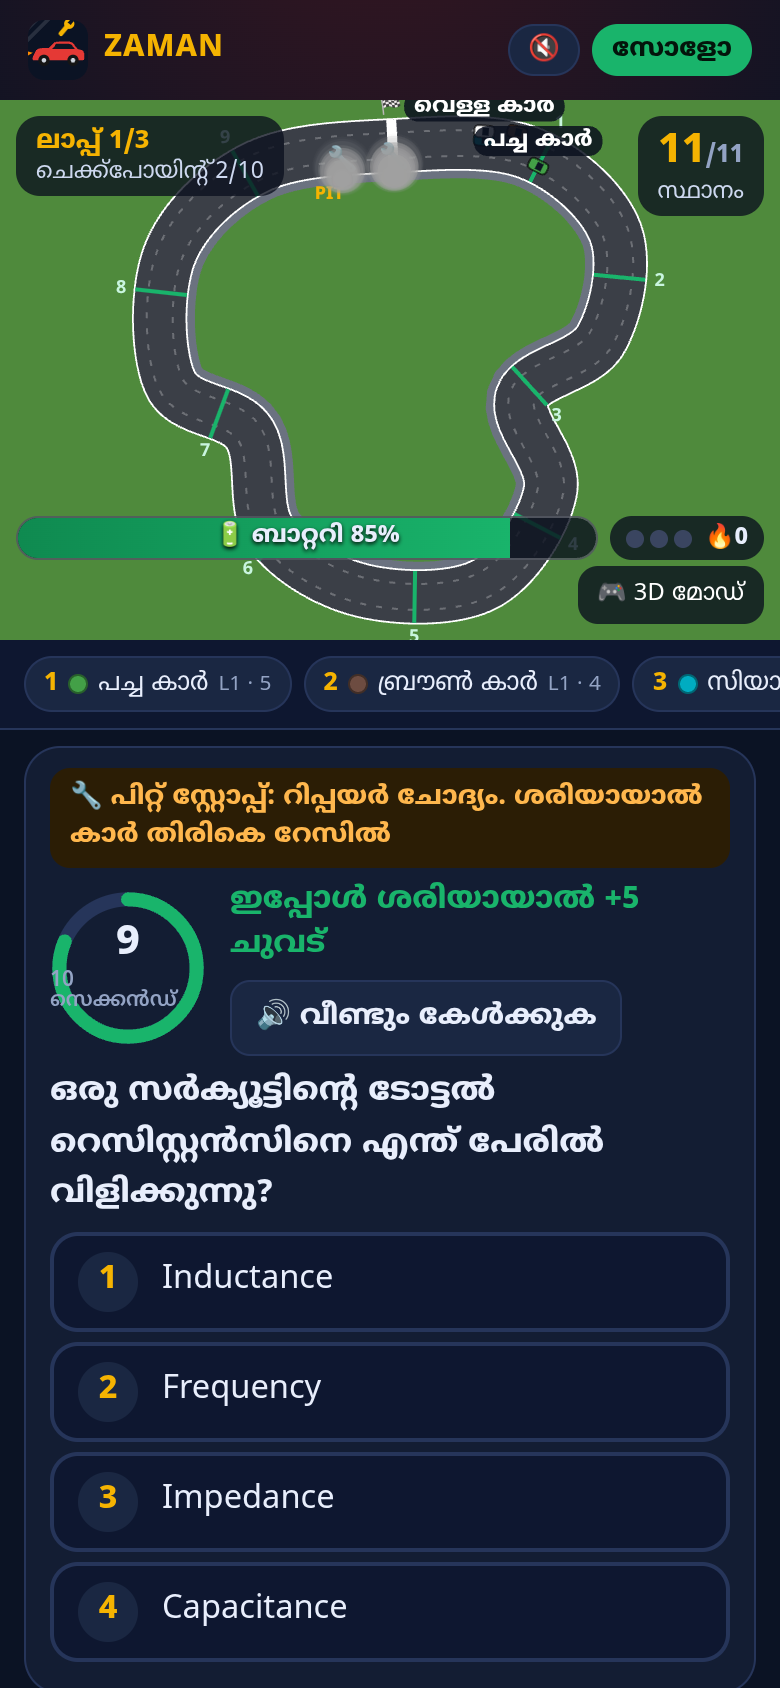 ZAMAN
സോളോ
ലാപ്പ് 1/3
ചെക്ക്പോയിന്റ് 2/10
വെള്ള കാർ
പച്ച കാർ
11/11
സ്ഥാനം
9
PIT
8
2
3
7
4
6
5
ബാറ്ററി 85%
0
3D മോഡ്
1 പച്ച കാർ L1 · 5
2 ബ്രൗൺ കാർ L1 · 4
3 സിയാ
പിറ്റ് സ്റ്റോപ്പ്: റിപ്പയർ ചോദ്യം. ശരിയായാൽ
കാർ തിരികെ റേസിൽ
9
10
സെക്കൻഡ്
ഇപ്പോൾ ശരിയായാൽ +5
ചുവട്
വീണ്ടും കേൾക്കുക
ഒരു സർക്യൂട്ടിന്റെ ടോട്ടൽ
റെസിസ്റ്റൻസിനെ എന്ത് പേരിൽ
വിളിക്കുന്നു?
1 Inductance
2 Frequency
3 Impedance
4 Capacitance